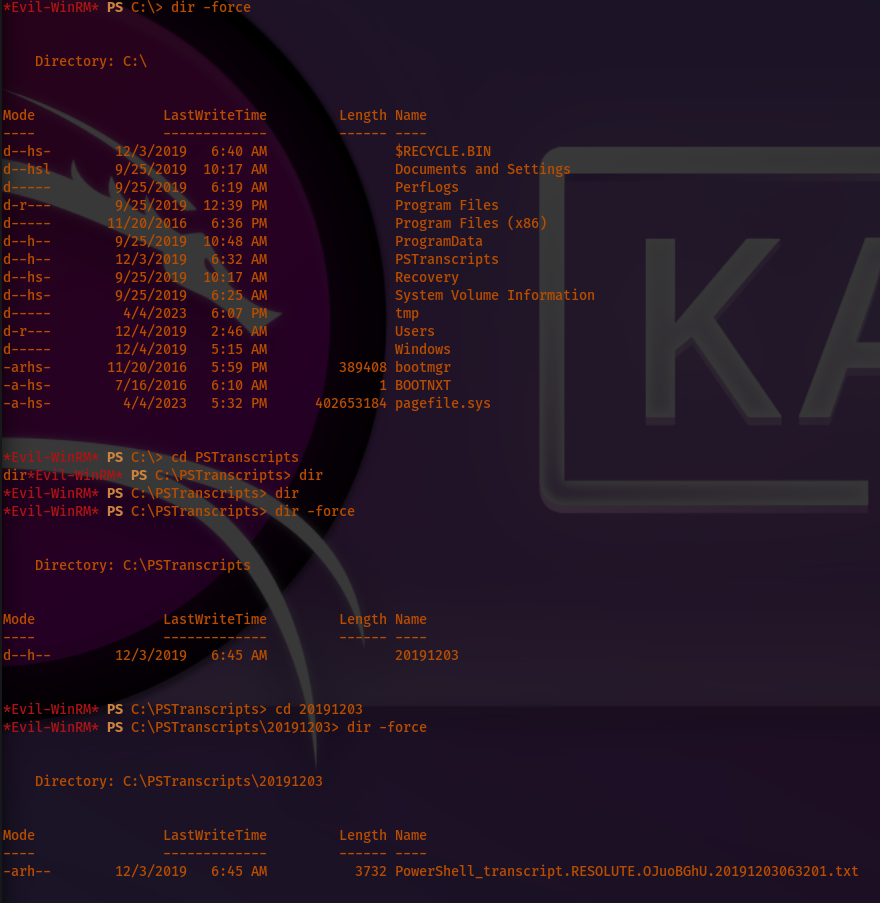 *Evil-WinRM* PS C:\> dir -force
Directory: C:\
Mode                LastWriteTime         Length Name
----                -------------         ------ ----
d--hs-        12/3/2019   6:40 AM                $RECYCLE.BIN
d--hsl        9/25/2019  10:17 AM                Documents and Settings
d-----        9/25/2019   6:19 AM                PerfLogs
d-r---        9/25/2019  12:39 PM                Program Files
d-----       11/20/2016   6:36 PM                Program Files (x86)
d--h--        9/25/2019  10:48 AM                ProgramData
d--h--        12/3/2019   6:32 AM                PSTranscripts
d--hs-        9/25/2019  10:17 AM                Recovery
d--hs-        9/25/2019   6:25 AM                System Volume Information
d-----         4/4/2023   6:07 PM                tmp
d-r---        12/4/2019   2:46 AM                Users
d-----        12/4/2019   5:15 AM                Windows
-arhs-       11/20/2016   5:59 PM         389408 bootmgr
-a-hs-        7/16/2016   6:10 AM              1 BOOTNXT
-a-hs-         4/4/2023   5:32 PM      402653184 pagefile.sys
*Evil-WinRM* PS C:\> cd PSTranscripts
dir*Evil-WinRM* PS C:\PSTranscripts> dir
*Evil-WinRM* PS C:\PSTranscripts> dir
*Evil-WinRM* PS C:\PSTranscripts> dir -force
Directory: C:\PSTranscripts
Mode                LastWriteTime         Length Name
----                -------------         ------ ----
d--h--        12/3/2019   6:45 AM                20191203
*Evil-WinRM* PS C:\PSTranscripts> cd 20191203
*Evil-WinRM* PS C:\PSTranscripts\20191203> dir -force
Directory: C:\PSTranscripts\20191203
Mode                LastWriteTime         Length Name
----                -------------         ------ ----
-arh--        12/3/2019   6:45 AM           3732 PowerShell_transcript.RESOLUTE.OJuoBGhU.20191203063201.txt
KA